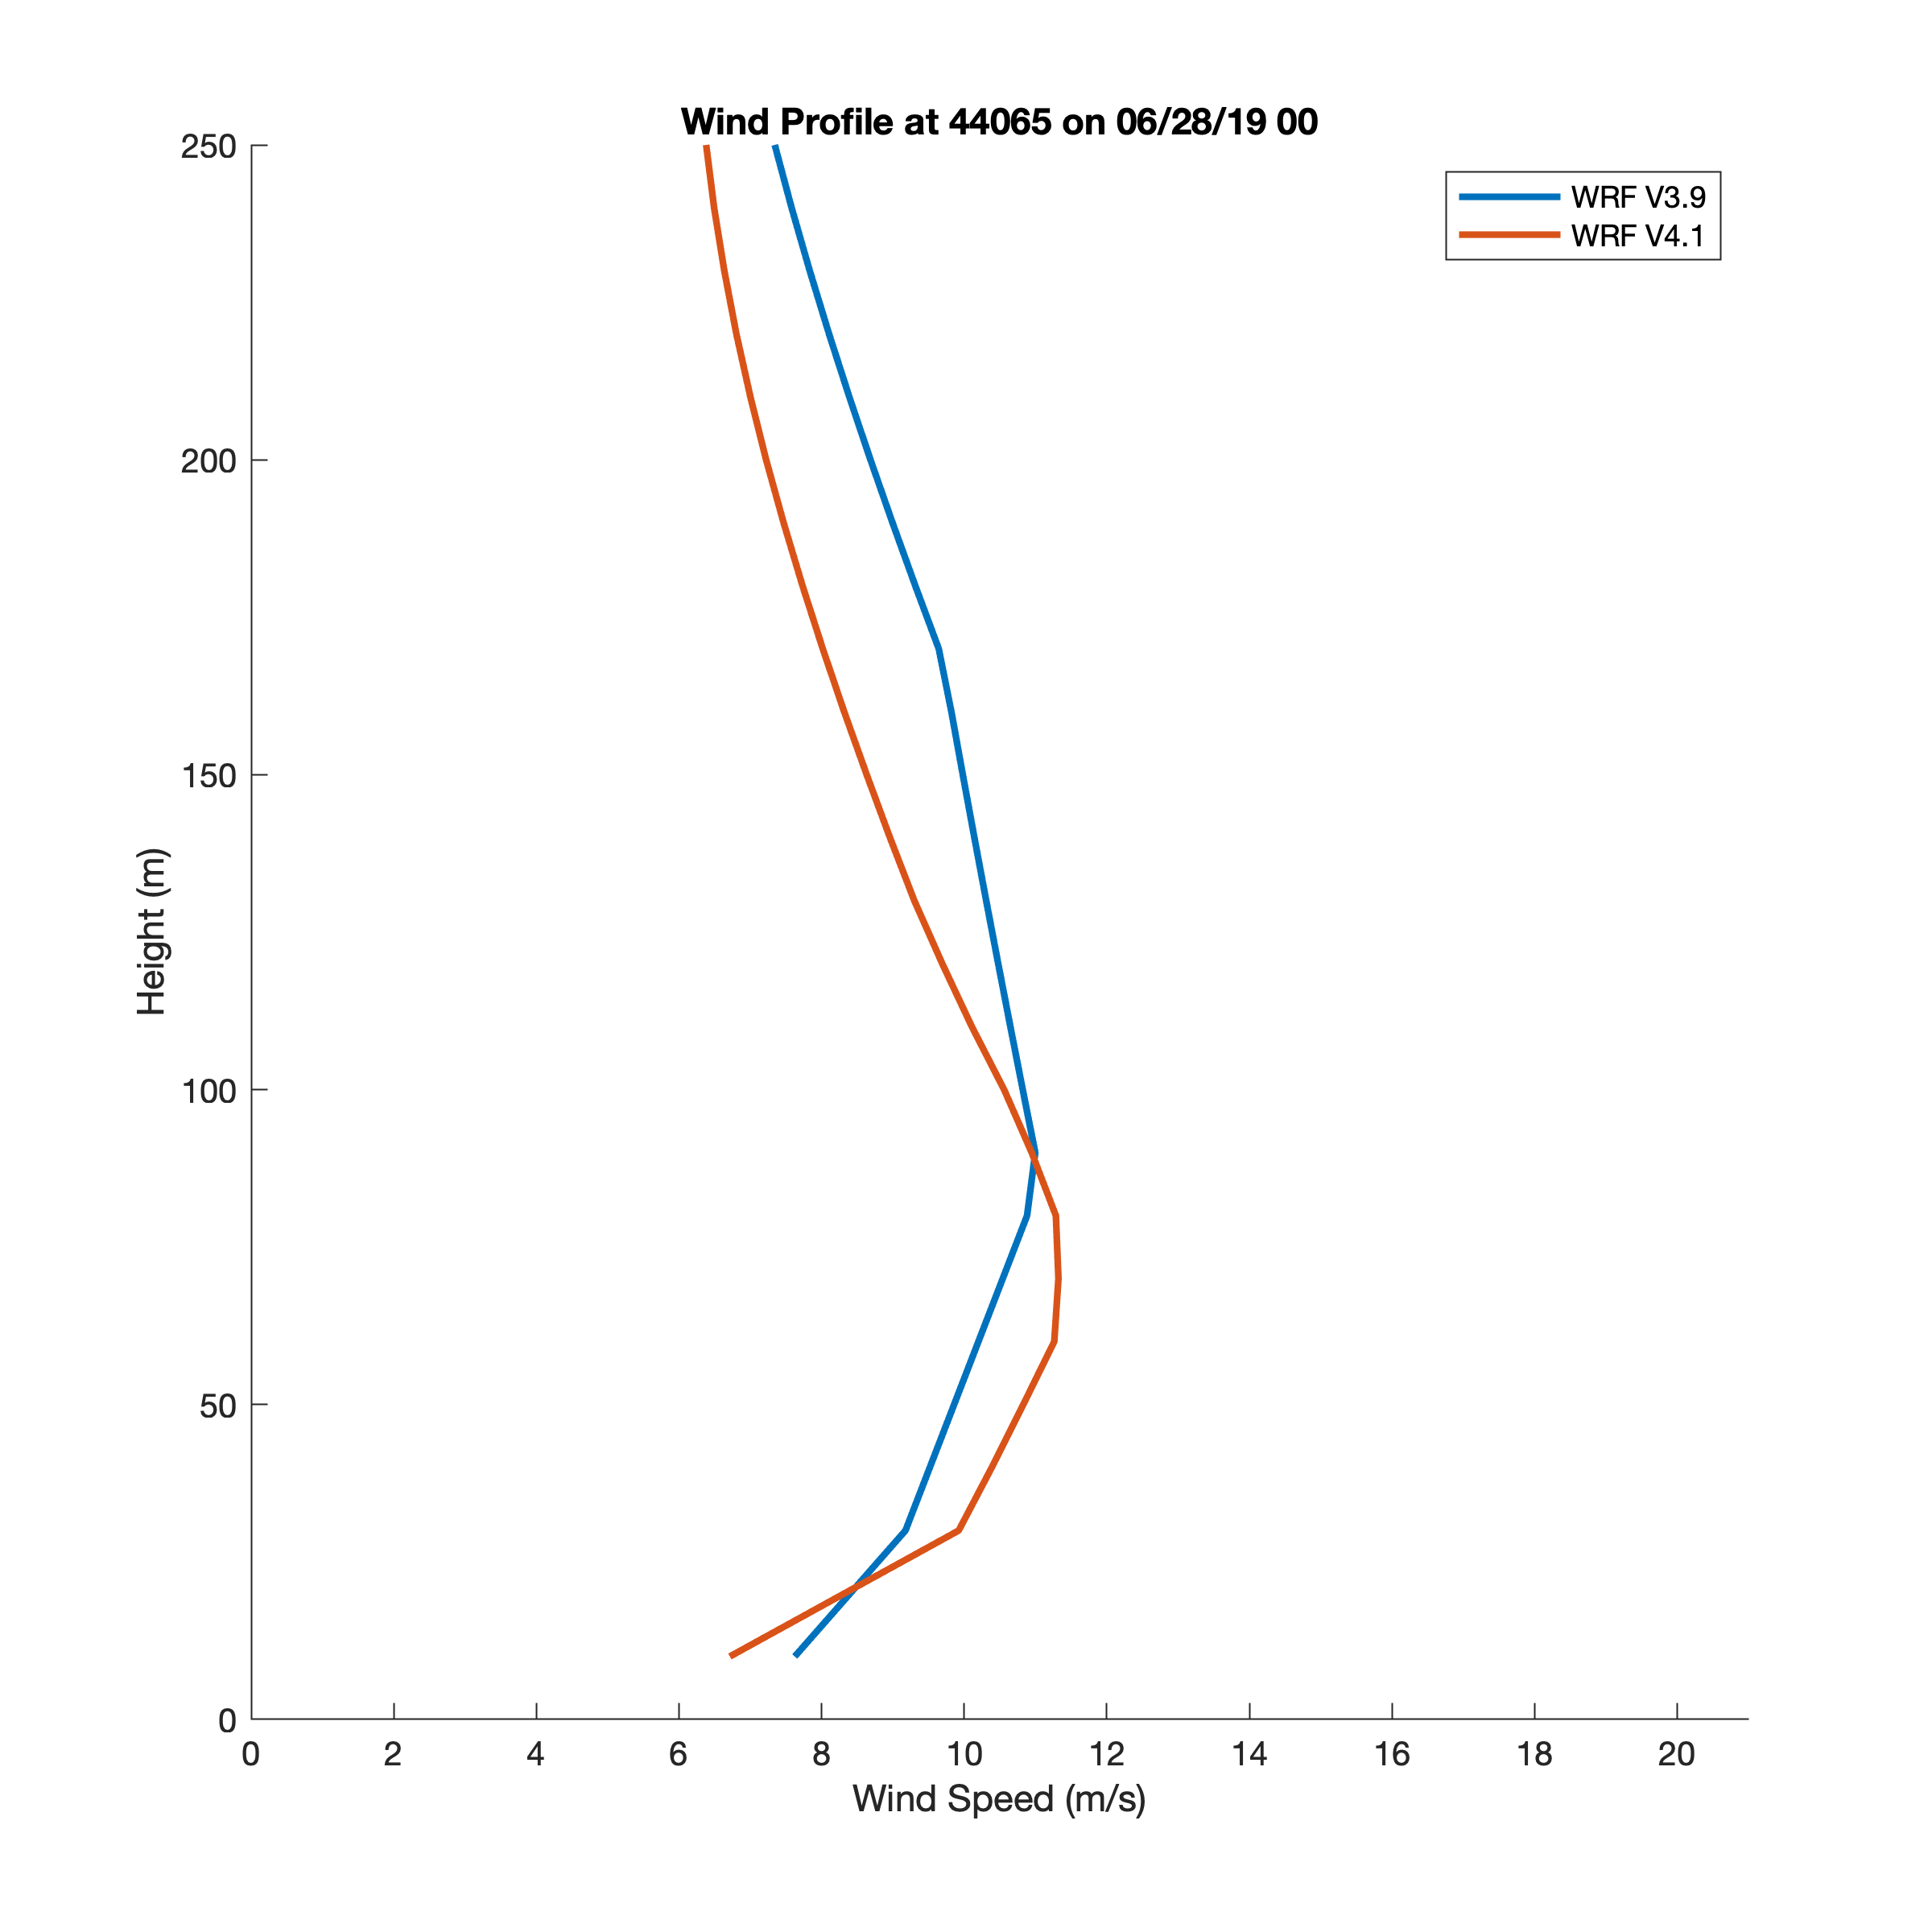 Wind Profile at 44065 on 06/28/19 00
WRF V3.9
WRF V4.1
250
200
150
100
50
0
Height (m)
0 2 4 6 8 10 12 14 16 18 20
Wind Speed (m/s)